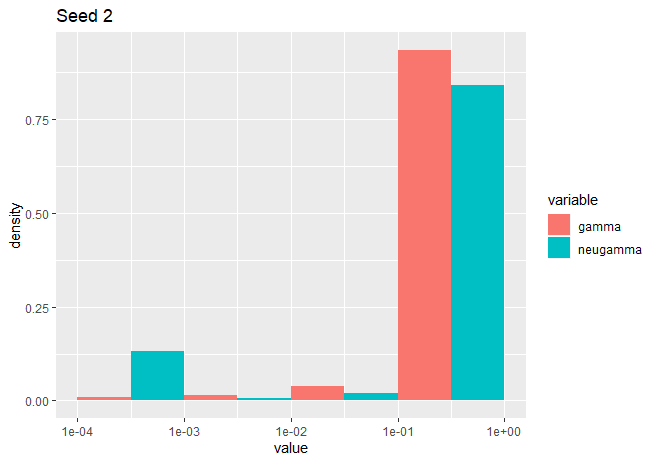 Seed 2
density
0.75
0.50
0.25
0.00
1e-04 1e-03 1e-02 1e-01 1e+00
value
variable
gamma
neugamma